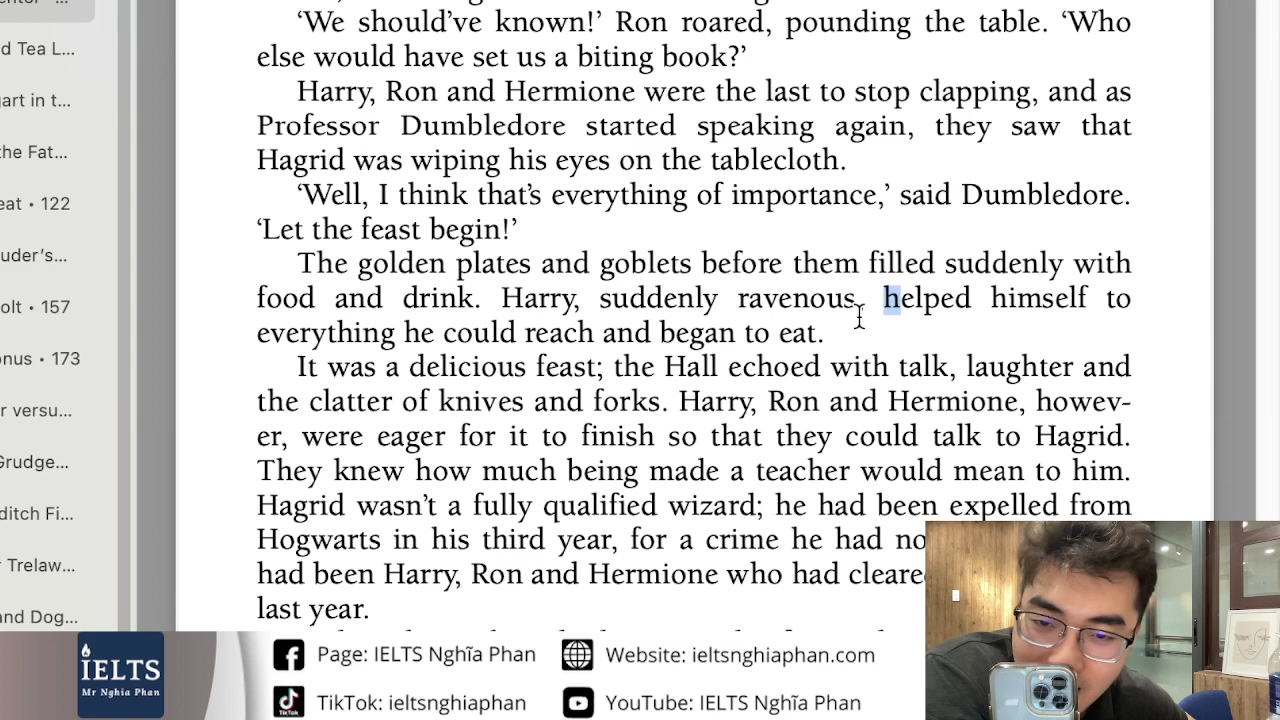 d Tea L...
art in t...
he Fat...
eat • 122
uder's...
olt • 157
onus • 173
r versu...
Grudge...
ditch Fi...
Trelaw...
and Dog...
'We should've known!' Ron roared, pounding the table. 'Who
else would have set us a biting book?'
Harry, Ron and Hermione were the last to stop clapping, and as
Professor Dumbledore started speaking again, they saw that
Hagrid was wiping his eyes on the tablecloth.
'Well, I think that's everything of importance,' said Dumbledore.
'Let the feast begin!'
The golden plates and goblets before them filled suddenly with
food and drink. Harry, suddenly ravenous, helped himself to
everything he could reach and began to eat.
It was a delicious feast; the Hall echoed with talk, laughter and
the clatter of knives and forks. Harry, Ron and Hermione, howev-
er, were eager for it to finish so that they could talk to Hagrid.
They knew how much being made a teacher would mean to him.
Hagrid wasn't a fully qualified wizard; he had been expelled from
Hogwarts in his third year, for a crime he had no
had been Harry, Ron and Hermione who had cleare
last year.
IELTS
Mr Nghia Phan
Page: IELTS Nghĩa Phan
Website: ieltsnghiaphan.com
TikTok: ieltsnghiaphan
YouTube: IELTS Nghĩa Phan